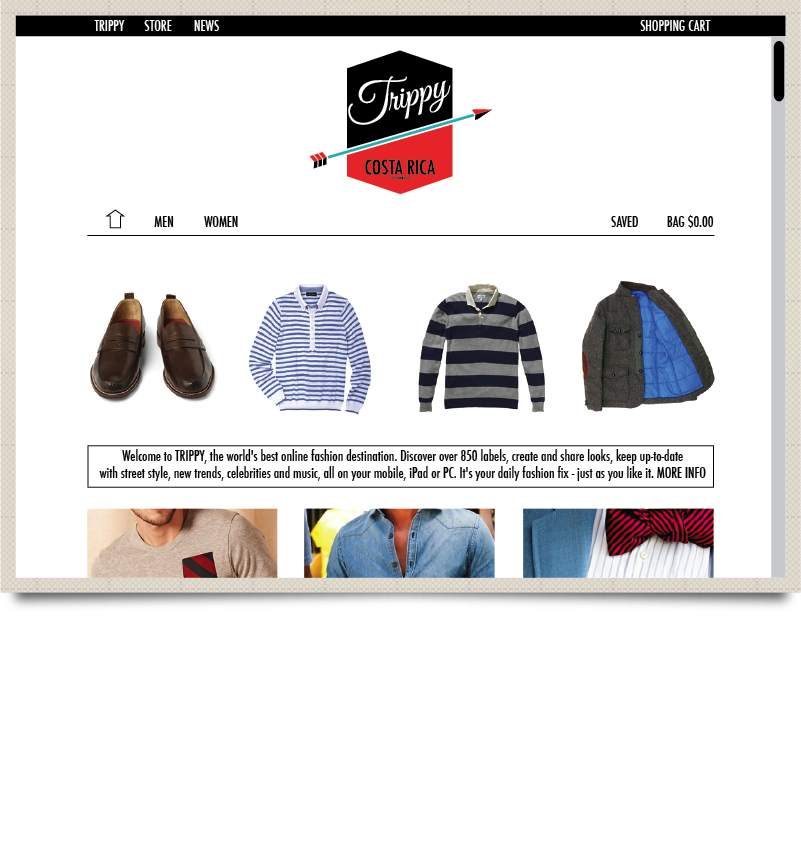 TRIPPY STORE NEWS SHOPPING CART
Trippy
COSTA RICA
MEN WOMEN SAVED BAG $0.00
Welcome to TRIPPY, the world's best online fashion destination. Discover over 850 labels, create and share looks, keep up-to-date
with street style, new trends, celebrities and music, all on your mobile, iPad or PC. It's your daily fashion fix - just as you like it. MORE INFO